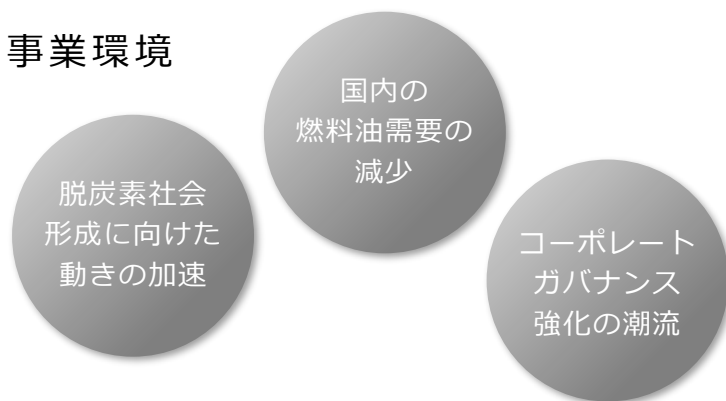 事業環境
脱炭素社会
形成に向けた
動きの加速
国内の
燃料油需要の
減少
コーポレート
ガバナンス
強化の潮流